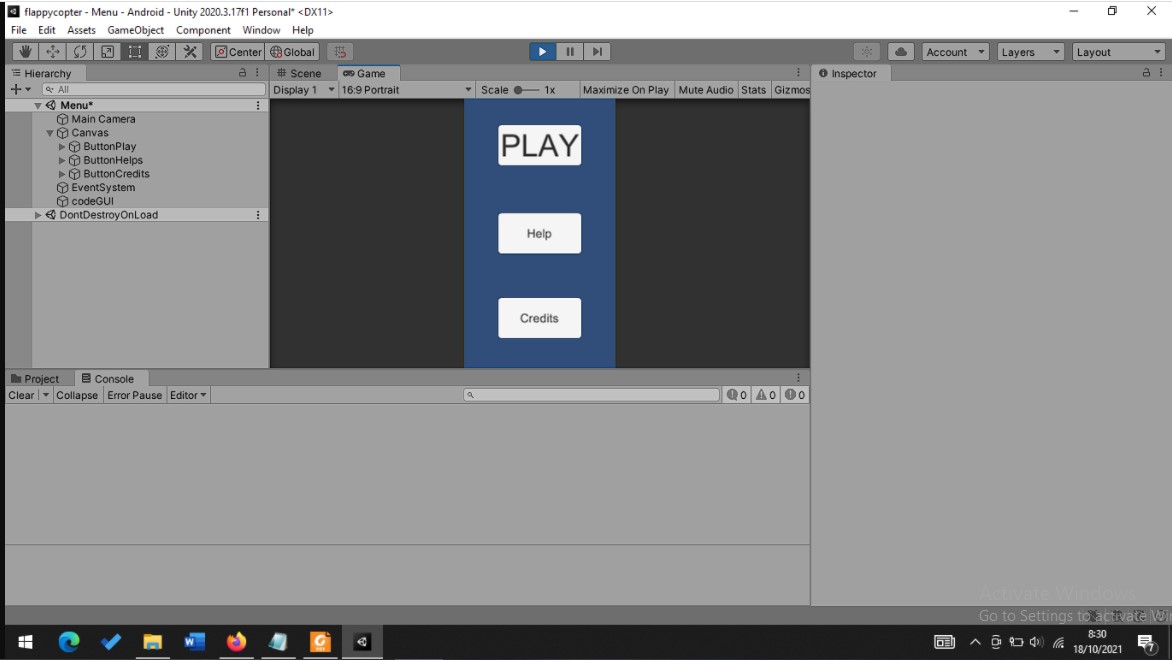 flappycopter - Menu - Android - Unity 2020.3.17f1 Personal* <DX11>
File Edit Assets GameObject Component Window Help
Center Global Account Layers Layout
Hierarchy Scene Game Inspector
All Display 1 16:9 Portrait Scale 1x Maximize On Play Mute Audio Stats Gizmos
Menu*
Main Camera
Canvas
ButtonPlay
ButtonHelps
ButtonCredits
EventSystem
codeGUI
DontDestroyOnLoad
PLAY
Help
Credits
Project Console
Clear Collapse Error Pause Editor 0 0 0
Activate Windows
Go to Settings to activate Wi
8:30
18/10/2021
7